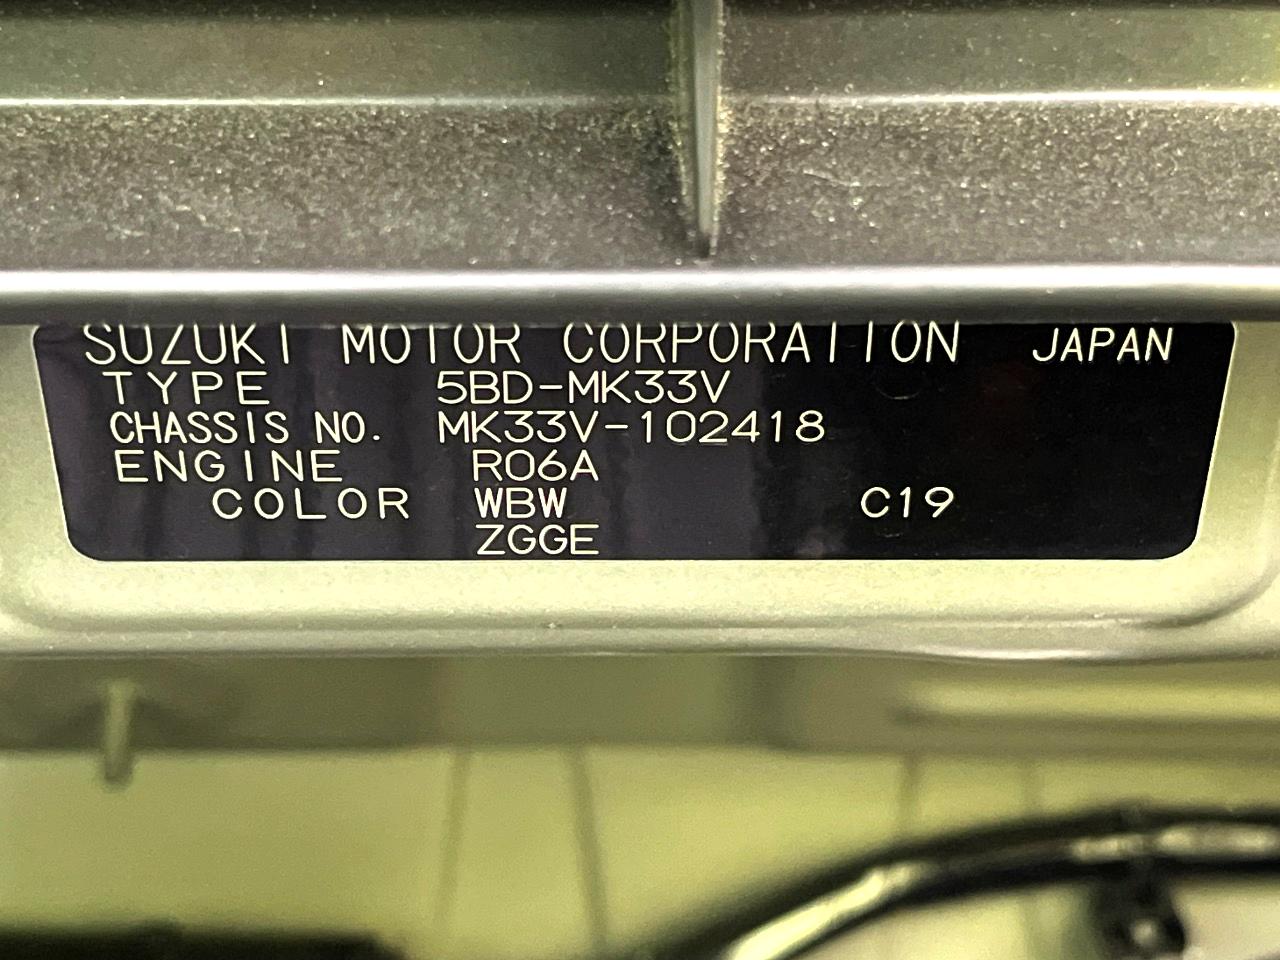 SUZUKI MOTOR CORPORATION JAPAN
TYPE 5BD-MK33V
CHASSIS NO. MK33V-102418
ENGINE R06A
COLOR WBW C19
ZGGE